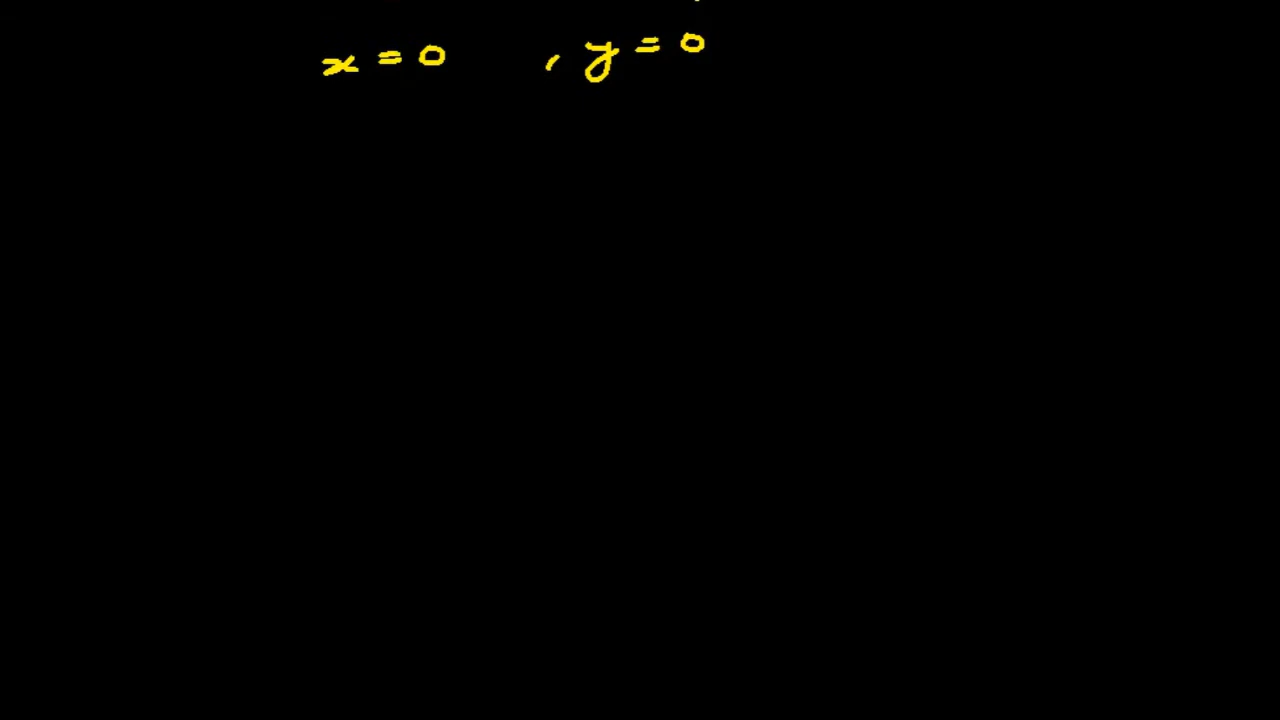 x = 0 , y = 0